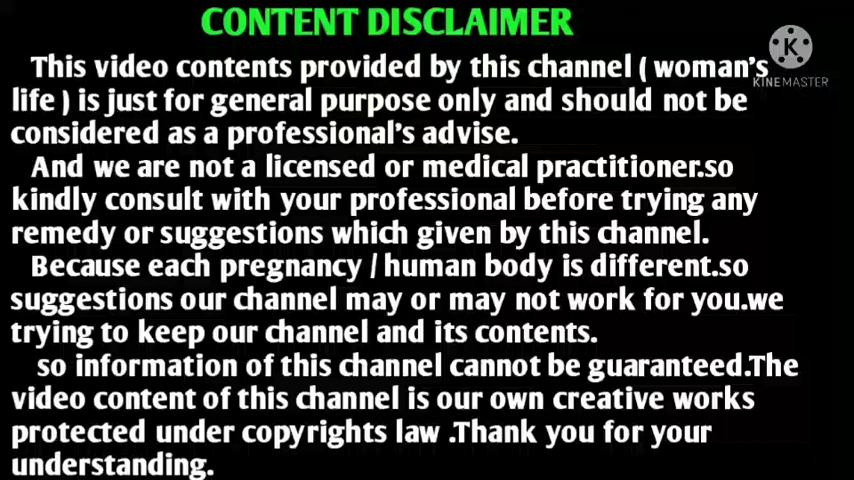 CONTENT DISCLAIMER
This video contents provided by this channel ( woman's
life ) is just for general purpose only and should not be
considered as a professional's advise.
And we are not a licensed or medical practitioner.so
kindly consult with your professional before trying any
remedy or suggestions which given by this channel.
Because each pregnancy / human body is different.so
suggestions our channel may or may not work for you.we
trying to keep our channel and its contents.
so information of this channel cannot be guaranteed.The
video content of this channel is our own creative works
protected under copyrights law .Thank you for your
understanding.
K
KINEMASTER